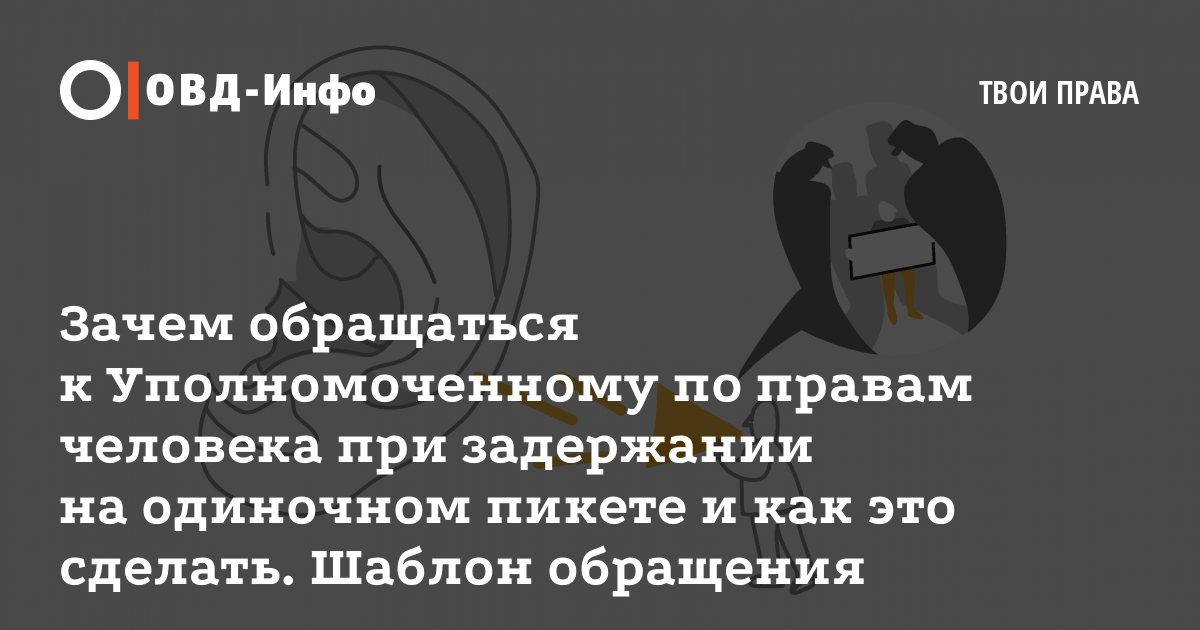 ОВД-Инфо
ТВОИ ПРАВА
Зачем обращаться
к Уполномоченному по правам
человека при задержании
на одиночном пикете и как это
сделать. Шаблон обращения